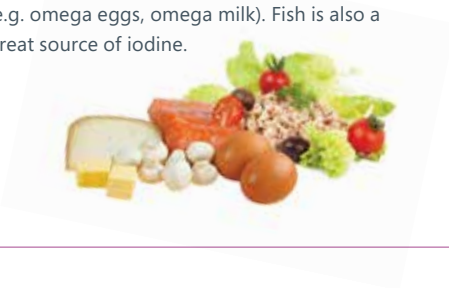 e.g. omega eggs, omega milk). Fish is also a
reat source of iodine.